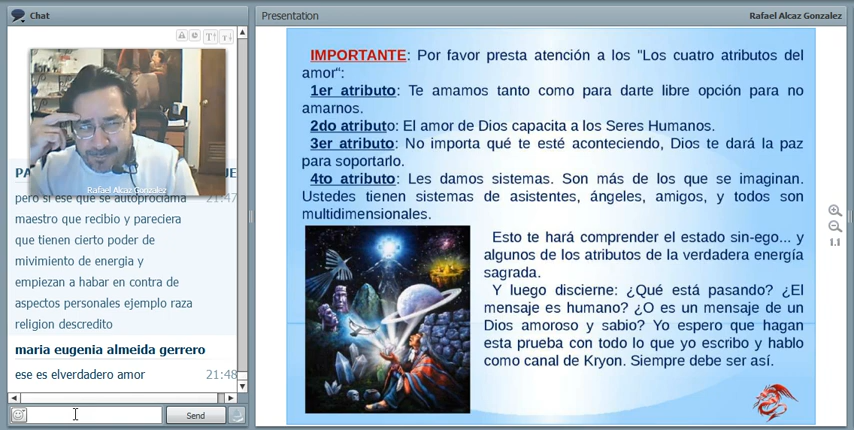 Chat
Rafael Alcaz Gonzalez
pero si ese que se autoproclama 21:47
maestro que recibio y pareciera
que tienen cierto poder de
mivimiento de energia y
empiezan a habar en contra de
aspectos personales ejemplo raza
religion descredito
maria eugenia almeida gerrero
ese es elverdadero amor 21:48
Send
Presentation
Rafael Alcaz Gonzalez
IMPORTANTE: Por favor presta atención a los "Los cuatro atributos del
amor":
1er atributo: Te amamos tanto como para darte libre opción para no
amarnos.
2do atributo: El amor de Dios capacita a los Seres Humanos.
3er atributo: No importa qué te esté aconteciendo, Dios te dará la paz
para soportarlo.
4to atributo: Les damos sistemas. Son más de los que se imaginan.
Ustedes tienen sistemas de asistentes, ángeles, amigos, y todos son
multidimensionales.
Esto te hará comprender el estado sin-ego... y
algunos de los atributos de la verdadera energía
sagrada.
Y luego discierne: ¿Qué está pasando? ¿El
mensaje es humano? ¿O es un mensaje de un
Dios amoroso y sabio? Yo espero que hagan
esta prueba con todo lo que yo escribo y hablo
como canal de Kryon. Siempre debe ser así.
1.1